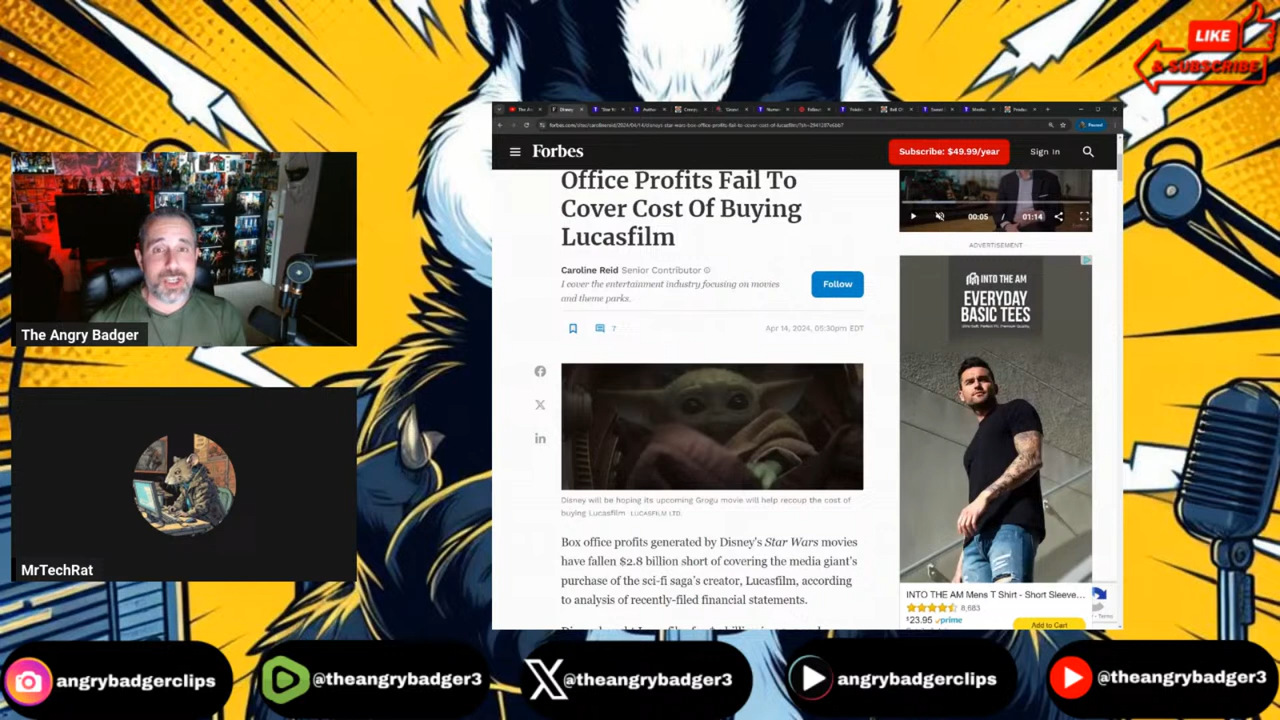 LIKE
& SUBSCRIBE
Forbes
Subscribe: $49.99/year
Sign In
Office Profits Fail To
Cover Cost Of Buying
Lucasfilm
00:05
01:14
ADVERTISEMENT
Caroline Reid Senior Contributor
I cover the entertainment industry focusing on movies
and theme parks.
Follow
7
Apr 14, 2024, 05:30pm EDT
INTO THE AM
EVERYDAY
BASIC TEES
Disney will be hoping its upcoming Grogu movie will help recoup the cost of
buying Lucasfilm LUCASFILM LTD.
Box office profits generated by Disney's Star Wars movies
have fallen $2.8 billion short of covering the media giant's
purchase of the sci-fi saga's creator, Lucasfilm, according
to analysis of recently-filed financial statements.
INTO THE AM Mens T Shirt - Short Sleeve...
8,683
$23.95 prime
Add to Cart
The Angry Badger
MrTechRat
angrybadgerclips
@theangrybadger3
@theangrybadger3
angrybadgerclips
@theangrybadger3